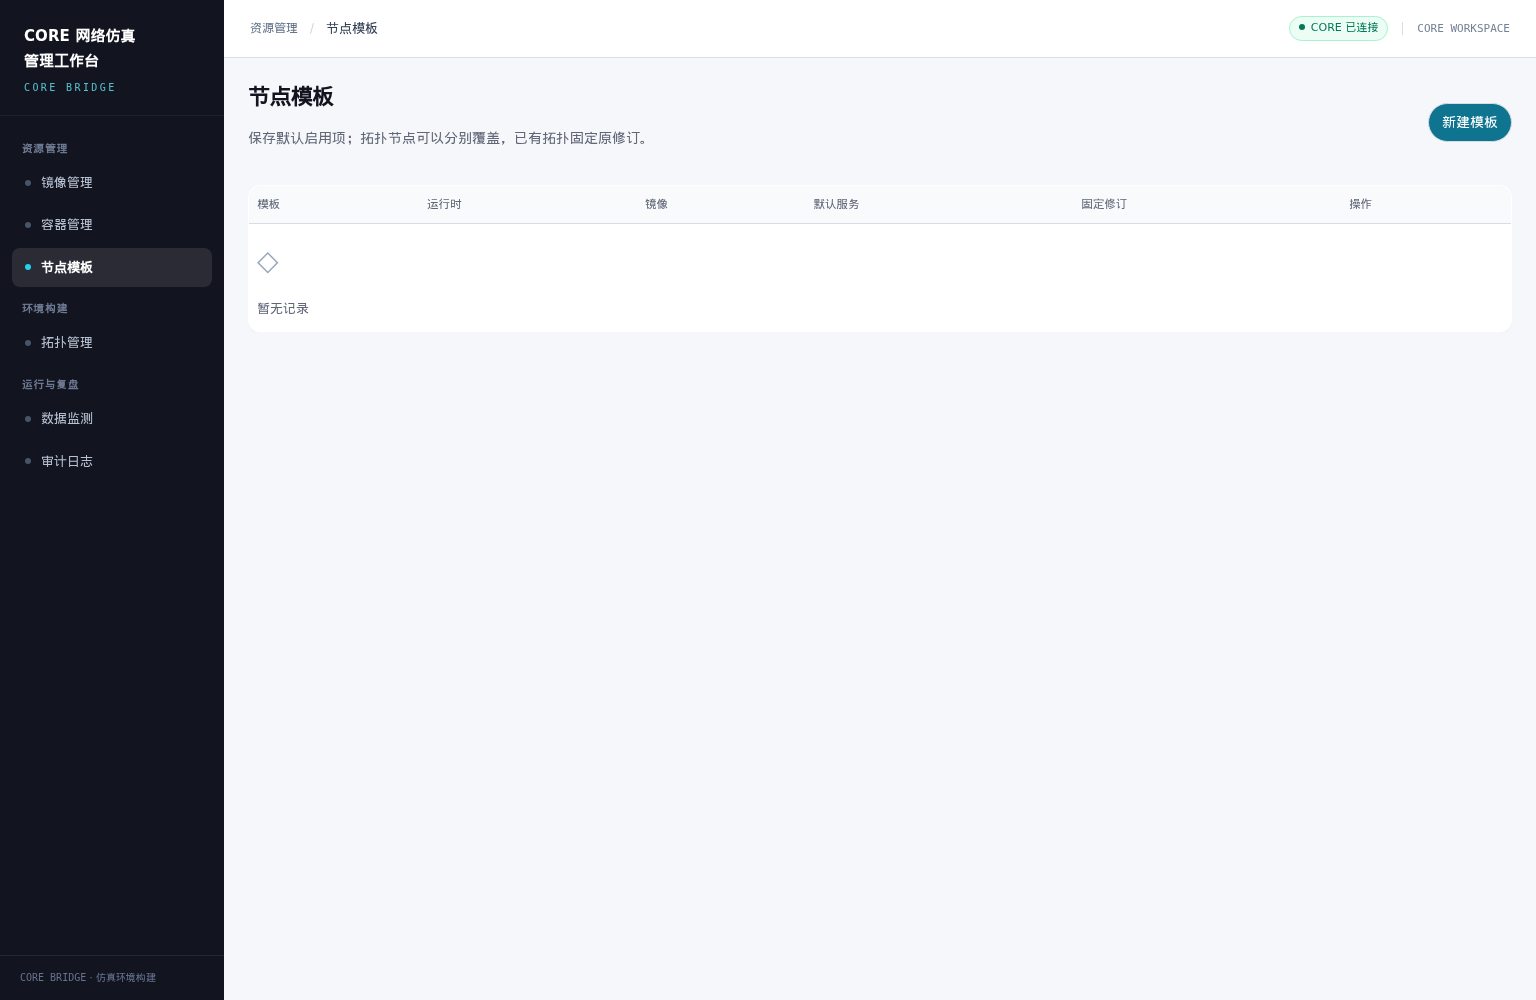 CORE 网络仿真
管理工作台
CORE BRIDGE
资源管理
镜像管理
容器管理
节点模板
环境构建
拓扑管理
运行与复盘
数据监测
审计日志
CORE BRIDGE · 仿真环境构建
资源管理 / 节点模板
CORE 已连接
CORE WORKSPACE
节点模板
保存默认启用项；拓扑节点可以分别覆盖，已有拓扑固定原修订。
新建模板
模板 运行时 镜像 默认服务 固定修订 操作
暂无记录